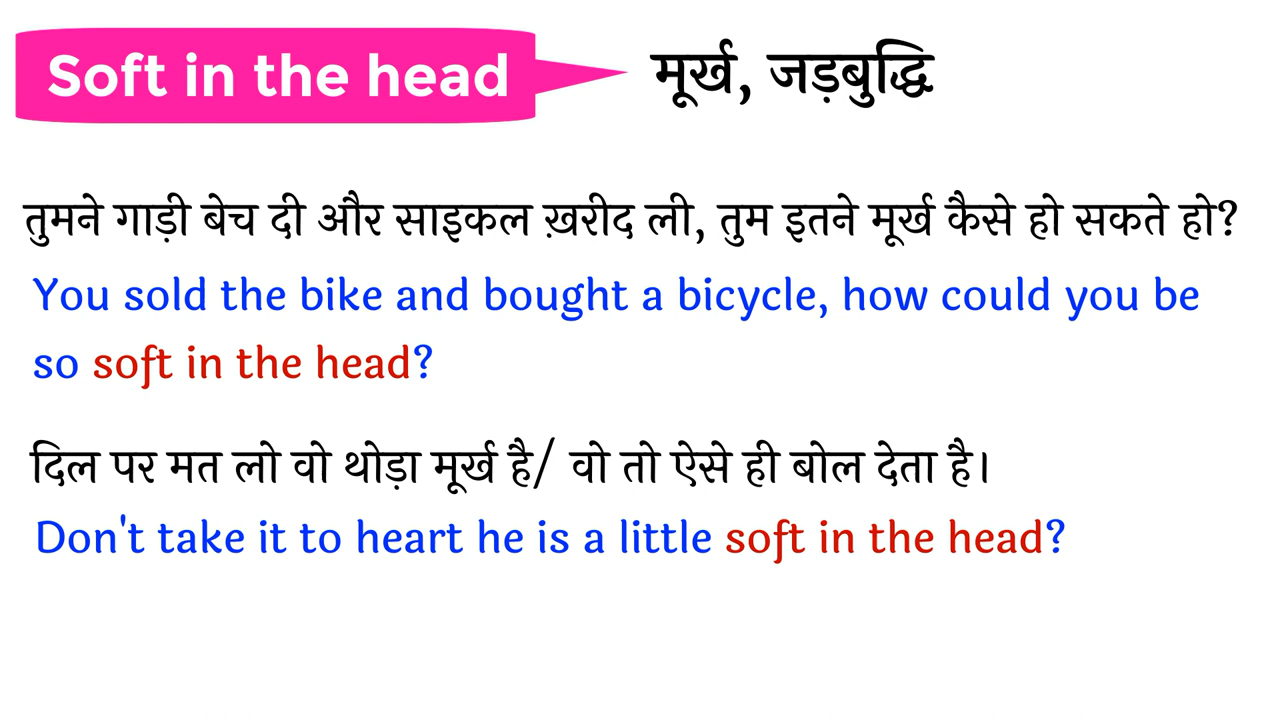 Soft in the head
मूर्ख, जड़बुद्धि
तुमने गाड़ी बेच दी और साइकल ख़रीद ली, तुम इतने मूर्ख कैसे हो सकते हो?
You sold the bike and bought a bicycle, how could you be
so soft in the head?
दिल पर मत लो वो थोड़ा मूर्ख है/ वो तो ऐसे ही बोल देता है।
Don't take it to heart he is a little soft in the head?